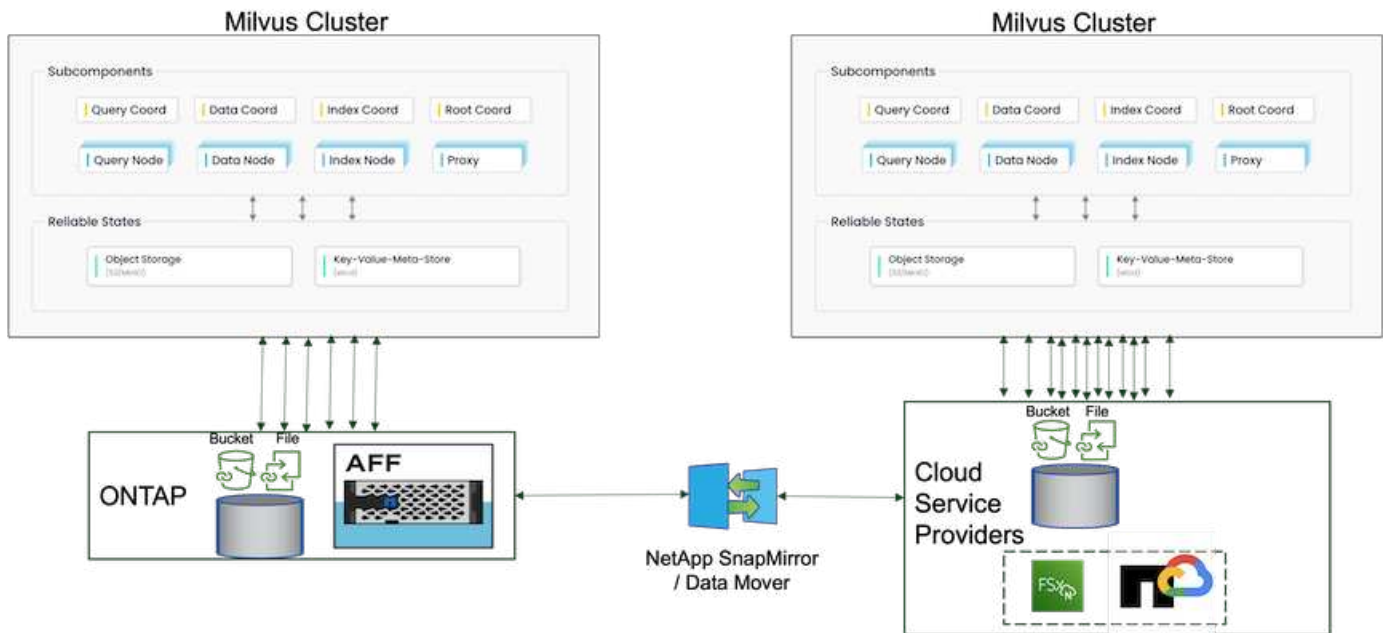 Milvus Cluster
Subcomponents
Query Coord
Data Coord
Index Coord
Root Coord
Query Node
Data Node
Index Node
Proxy
Reliable States
Object Storage
Key-Value-Meta-Store
Bucket
File
ONTAP
AFF
NetApp SnapMirror
/ Data Mover
Milvus Cluster
Subcomponents
Query Coord
Data Coord
Index Coord
Root Coord
Query Node
Data Node
Index Node
Proxy
Reliable States
Object Storage
Key-Value-Meta-Store
Bucket
File
Cloud
Service
Providers
FSx
N